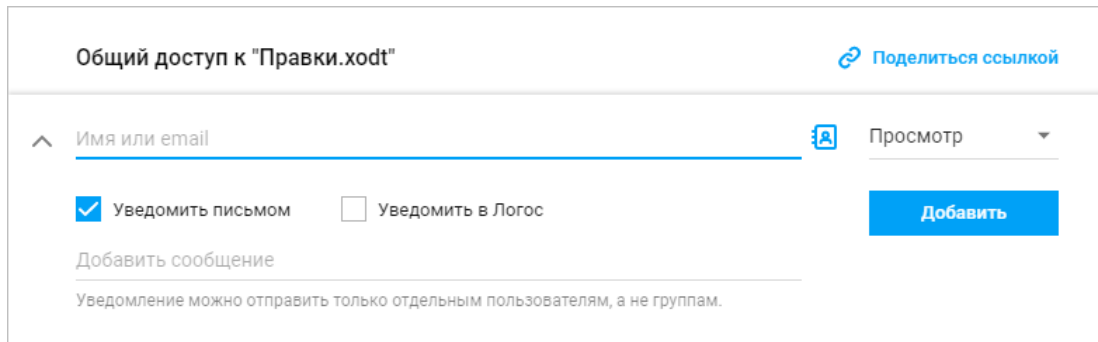 Общий доступ к "Правки.xodt" Поделиться ссылкой
Имя или email Просмотр
Уведомить письмом Уведомить в Логос Добавить
Добавить сообщение
Уведомление можно отправить только отдельным пользователям, а не группам.